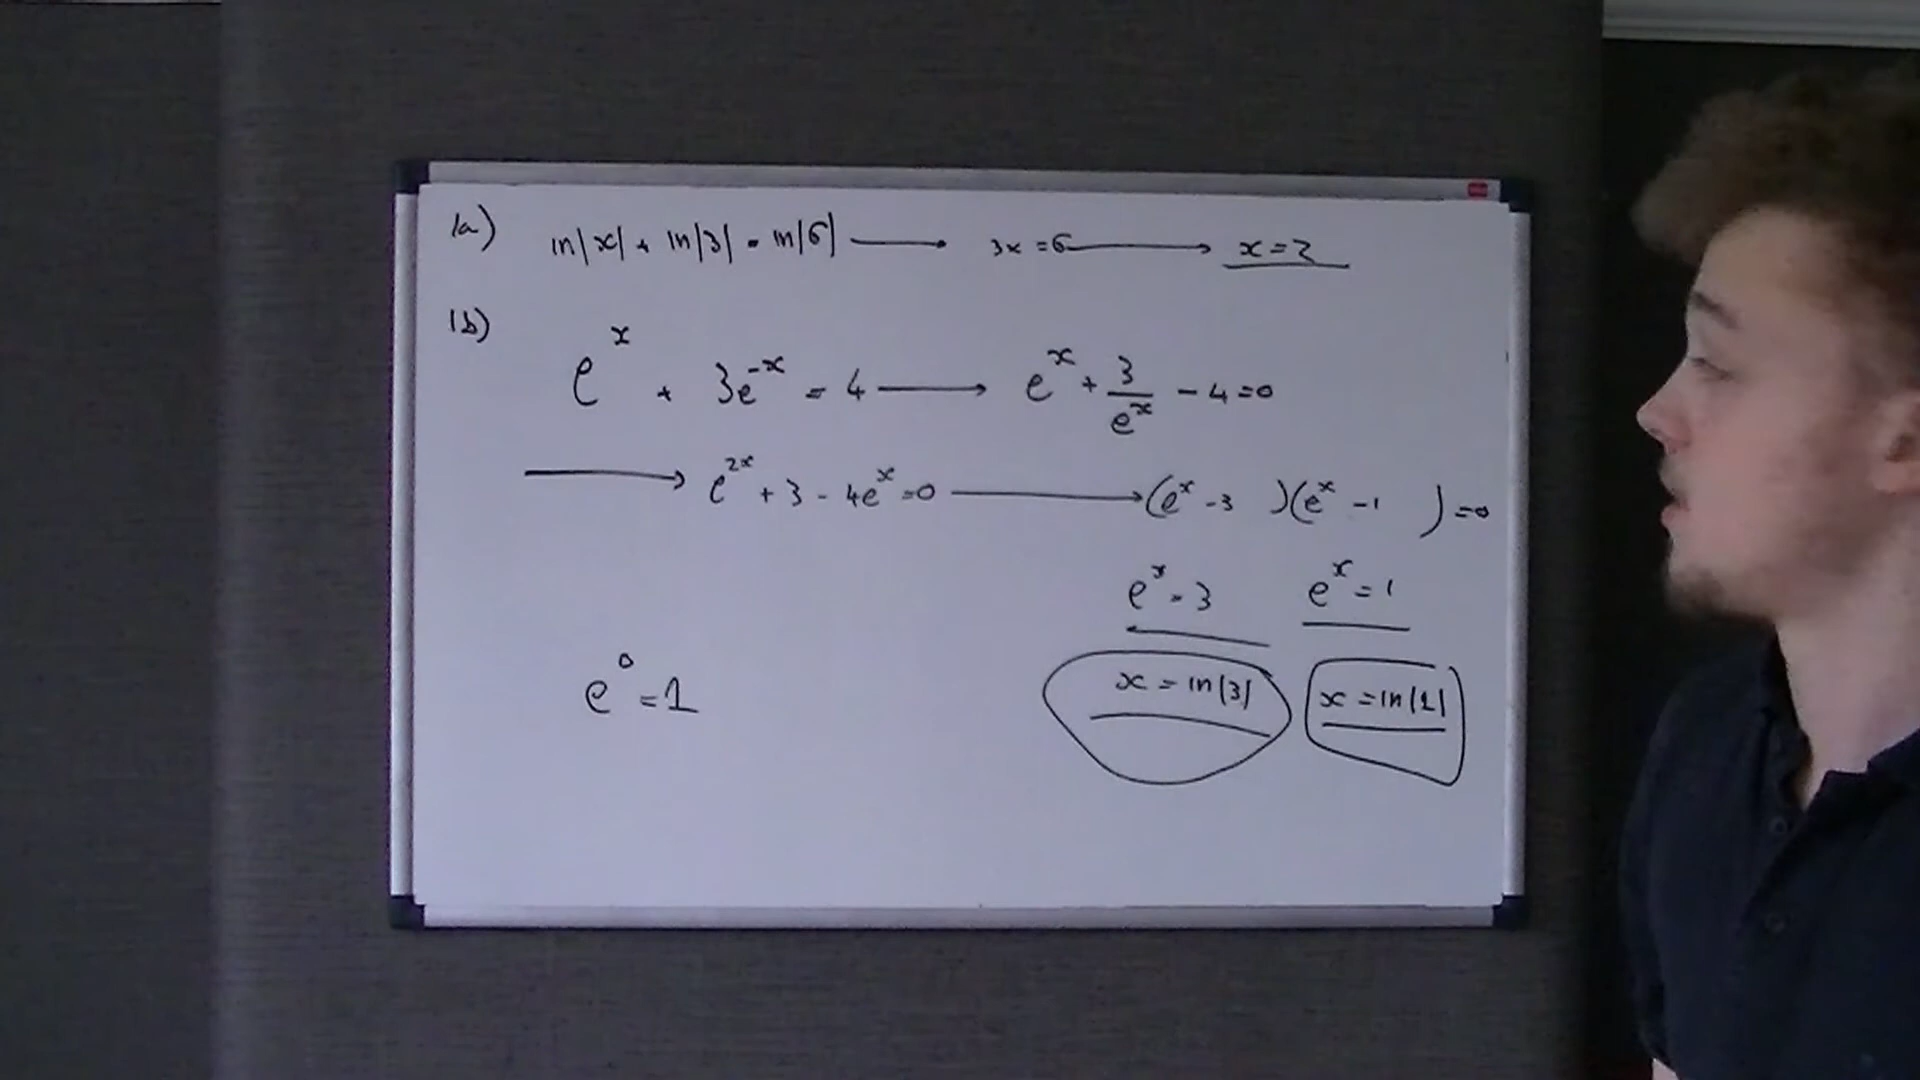 1a) ln|x| + ln|3| = ln|6| → 3x = 6 → x = 2
1b)
e^x + 3e^-x = 4 → e^x + 3/e^x - 4 = 0
→ e^2x + 3 - 4e^x = 0 → (e^x - 3 )(e^x - 1 ) = 0
e^x = 3 e^x = 1
e^0 = 1 x = ln|3| x = ln|1|